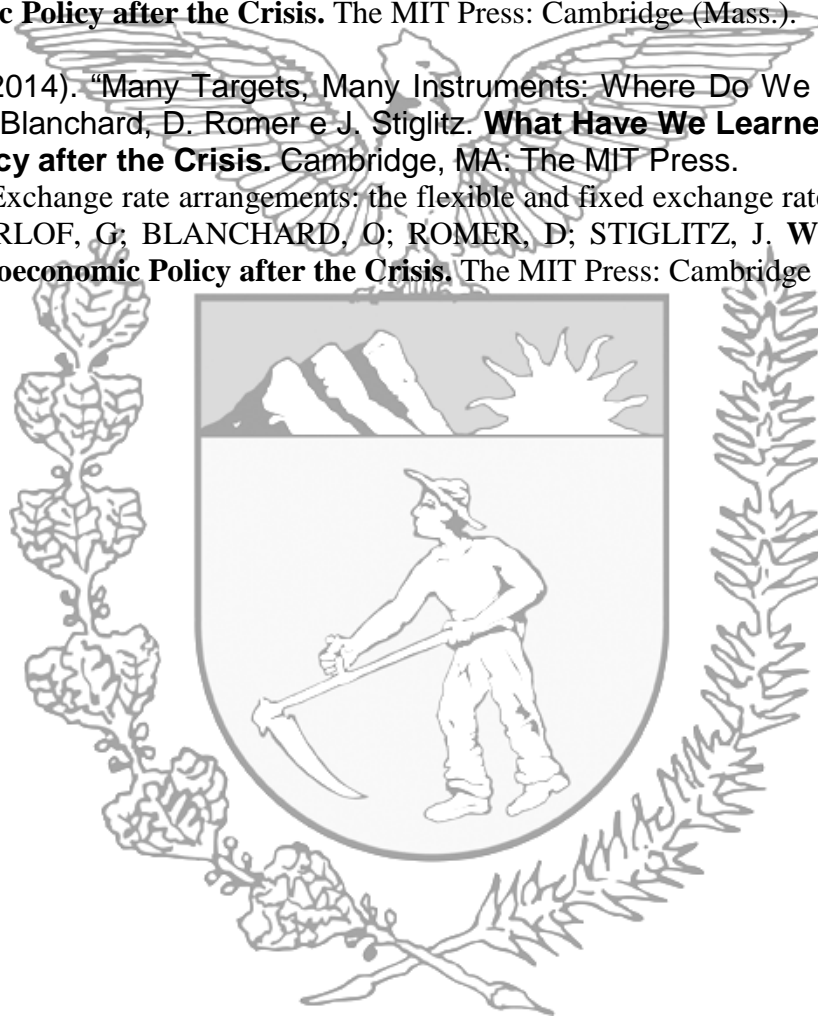 ic Policy after the Crisis. The MIT Press: Cambridge (Mass.).
2014). “Many Targets, Many Instruments: Where Do We
Blanchard, D. Romer e J. Stiglitz. What Have We Learne
cy after the Crisis. Cambridge, MA: The MIT Press.
Exchange rate arrangements: the flexible and fixed exchange rate
RLOF, G; BLANCHARD, O; ROMER, D; STIGLITZ, J. W
oeconomic Policy after the Crisis. The MIT Press: Cambridge